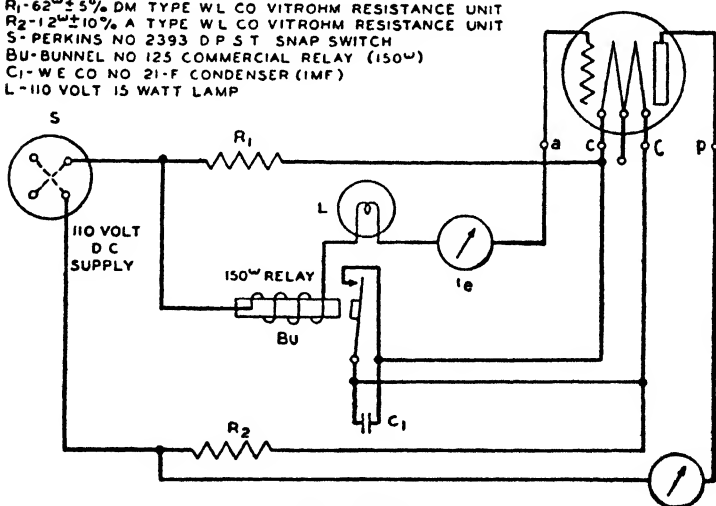 R1-62ω±5% DM TYPE WL CO VITROHM RESISTANCE UNIT
R2-12ω±10% A TYPE WL CO VITROHM RESISTANCE UNIT
S-PERKINS NO 2393 D P S T SNAP SWITCH
BU-BUNNEL NO 125 COMMERCIAL RELAY (150ω)
C1-W E CO NO 21-F CONDENSER (1MF)
L-110 VOLT 15 WATT LAMP
S
R1
a
C
C
P
L
110 VOLT
D C
SUPPLY
150ω RELAY
Ie
Bu
C1
R2